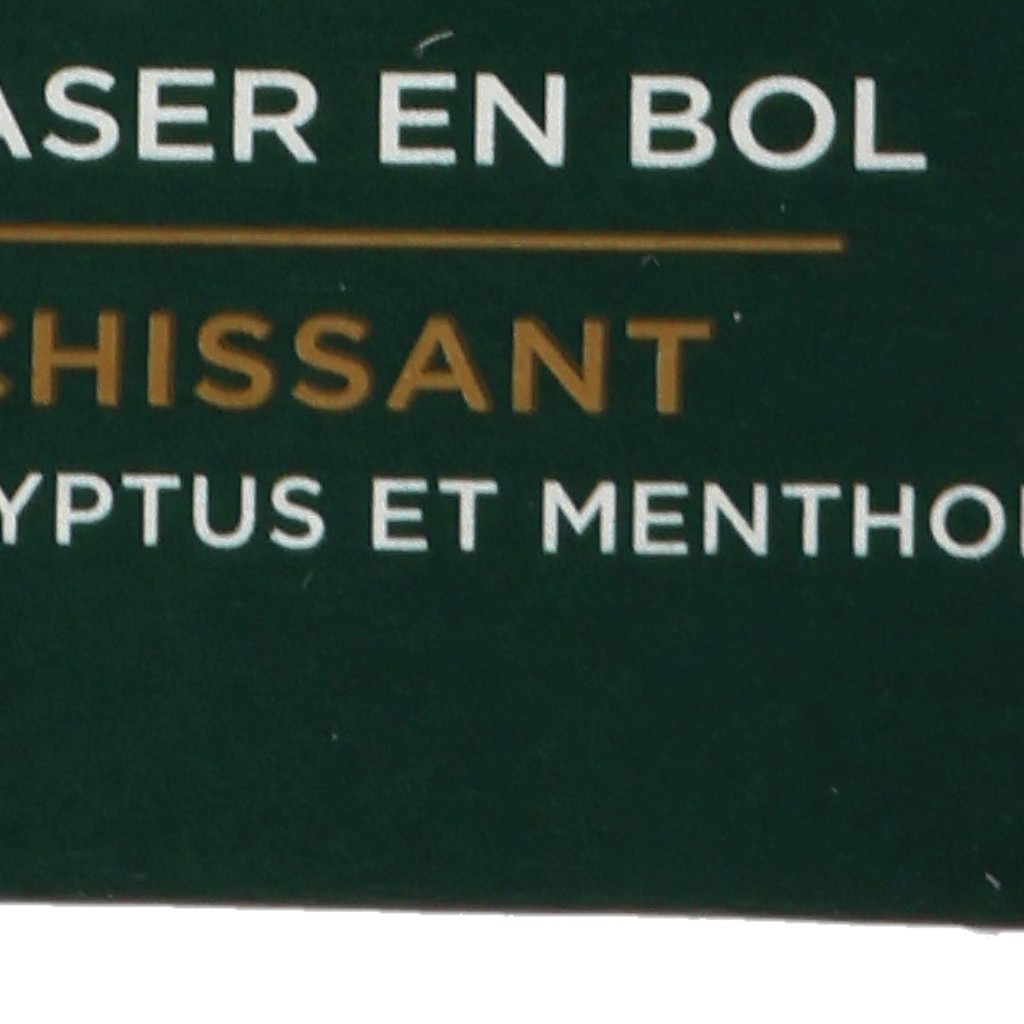 ASER EN BOL
CHISSANT
YPTUS ET MENTHOL